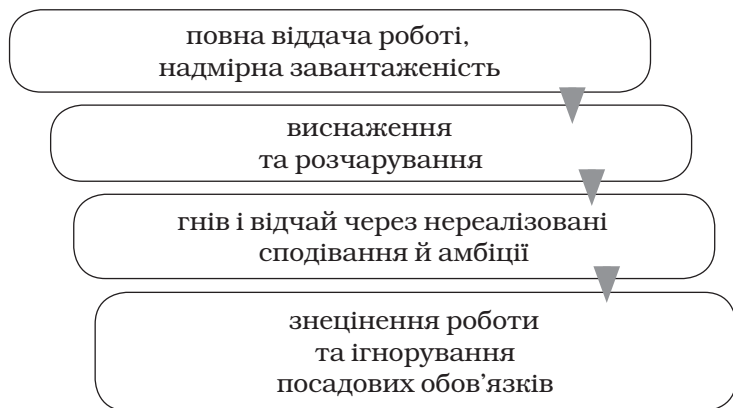 повна віддача роботі,
надмірна завантаженість
виснаження
та розчарування
гнів і відчай через нереалізовані
сподівання й амбіції
знецінення роботи
та ігнорування
посадових обов’язків